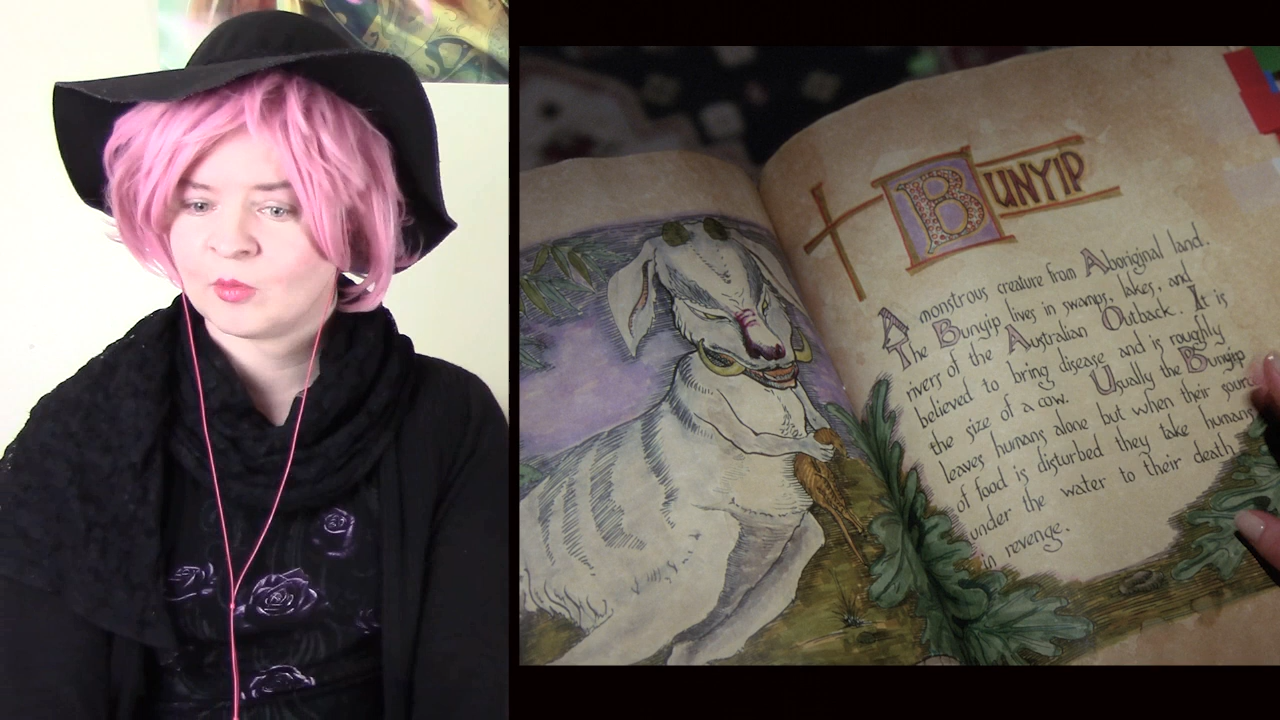 BUNYIP
A monstrous creature from Aboriginal land.
The Bunyip lives in swamps, lakes, and
rivers of the Australian Outback. It is
believed to bring disease and is roughly
the size of a cow. Usually the Bunyip
leaves humans alone but when their source
of food is disturbed they take humans
under the water to their death
in revenge.